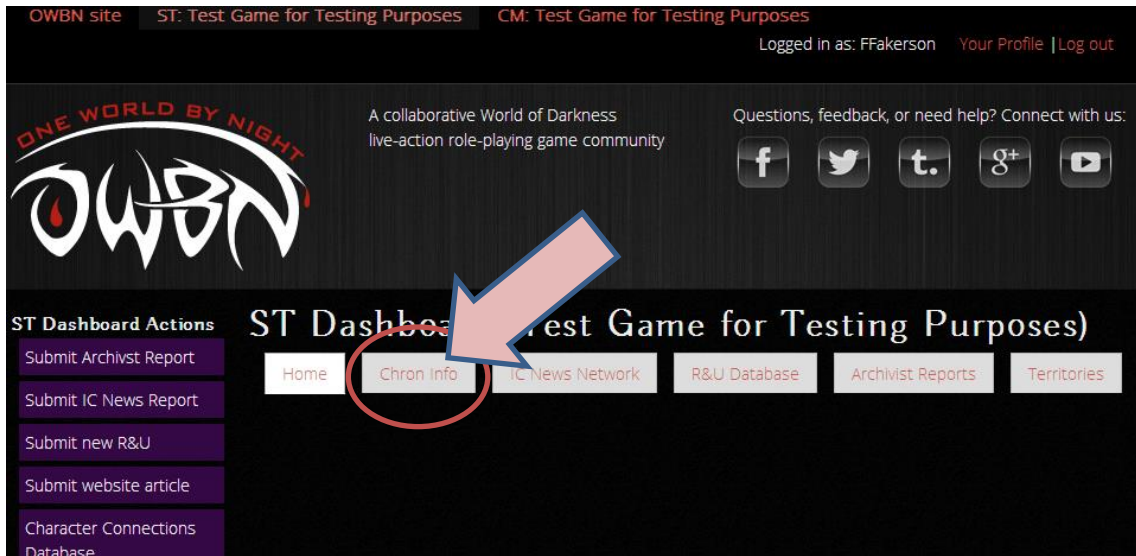 OWBN site ST: Test Game for Testing Purposes CM: Test Game for Testing Purposes
Logged in as: FFakerson Your Profile | Log out
ONE WORLD BY NIGHT
OWBN
A collaborative World of Darkness
live-action role-playing game community
Questions, feedback, or need help? Connect with us:
f t. g+
ST Dashboard Actions
Submit Archivst Report
Submit IC News Report
Submit new R&U
Submit website article
Character Connections
Database
ST Dashboa Test Game for Testing Purposes)
Home Chron Info IC News Network R&U Database Archivist Reports Territories